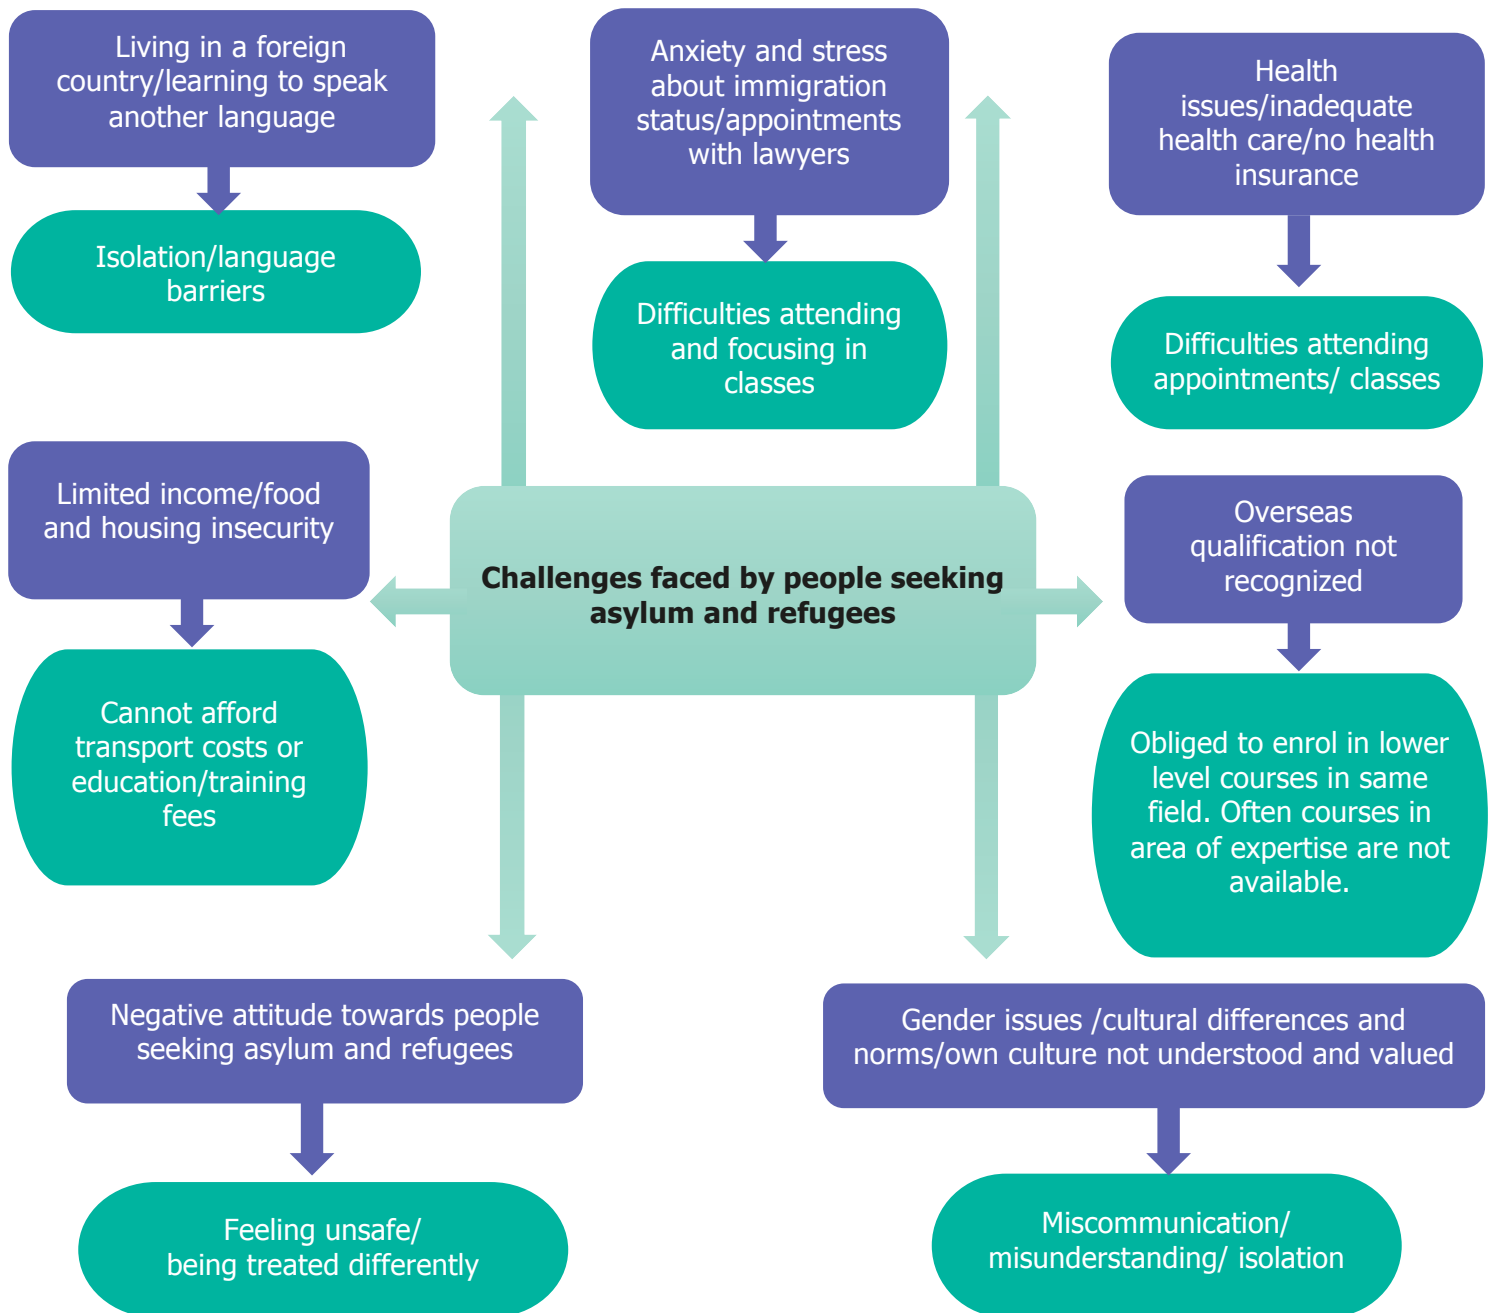 Living in a foreign
country/learning to speak
another language
Isolation/language
barriers
Anxiety and stress
about immigration
status/appointments
with lawyers
Difficulties attending
and focusing in
classes
Health
issues/inadequate
health care/no health
insurance
Difficulties attending
appointments/ classes
Limited income/food
and housing insecurity
Cannot afford
transport costs or
education/training
fees
Challenges faced by people seeking
asylum and refugees
Overseas
qualification not
recognized
Obliged to enrol in lower
level courses in same
field. Often courses in
area of expertise are not
available.
Negative attitude towards people
seeking asylum and refugees
Feeling unsafe/
being treated differently
Gender issues /cultural differences and
norms/own culture not understood and valued
Miscommunication/
misunderstanding/ isolation